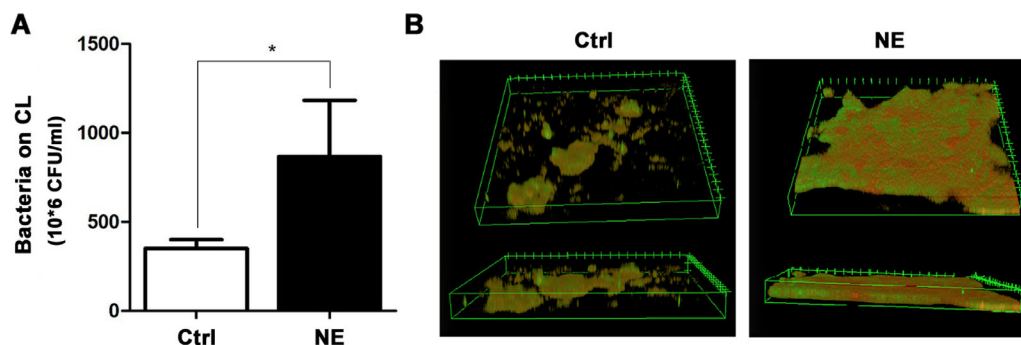 A
Bacteria on CL
(10*6 CFU/ml)
1500
1000
500
0
*
Ctrl
NE
B
Ctrl
NE